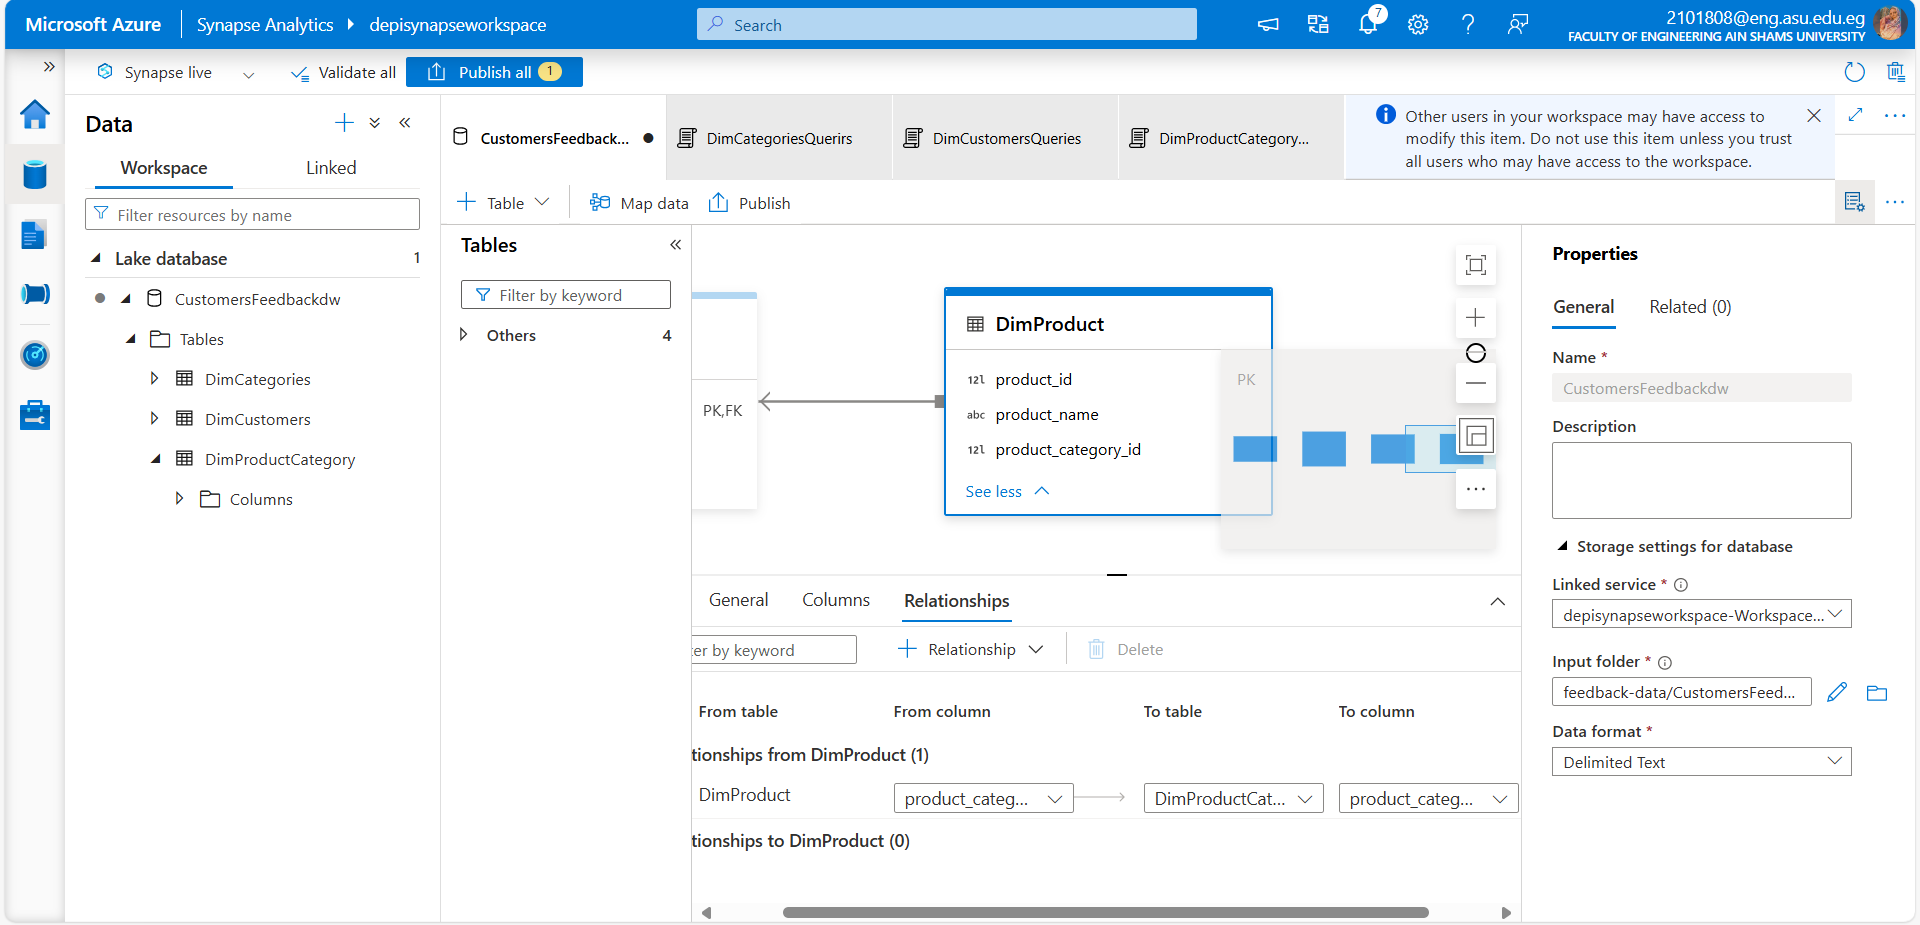 Microsoft Azure
Synapse Analytics
depisynapseworkspace
Search
7
2101808@eng.asu.edu.eg
FACULTY OF ENGINEERING AIN SHAMS UNIVERSITY
Synapse live
Validate all
Publish all
1
Data
Workspace
Linked
Filter resources by name
Lake database
1
CustomersFeedbackdw
Tables
DimCategories
DimCustomers
DimProductCategory
Columns
CustomersFeedback...
DimCategoriesQuerirs
DimCustomersQueries
DimProductCategory...
Other users in your workspace may have access to
modify this item. Do not use this item unless you trust
all users who may have access to the workspace.
Table
Map data
Publish
Tables
Filter by keyword
Others
4
PK,FK
DimProduct
12l product_id
PK
abc product_name
12l product_category_id
See less
General
Columns
Relationships
er by keyword
Relationship
Delete
From table
From column
To table
To column
tionships from DimProduct (1)
DimProduct
product_categ...
DimProductCat...
product_categ...
tionships to DimProduct (0)
Properties
General
Related (0)
Name *
CustomersFeedbackdw
Description
Storage settings for database
Linked service *
depisynapseworkspace-Workspace...
Input folder *
feedback-data/CustomersFeed...
Data format *
Delimited Text